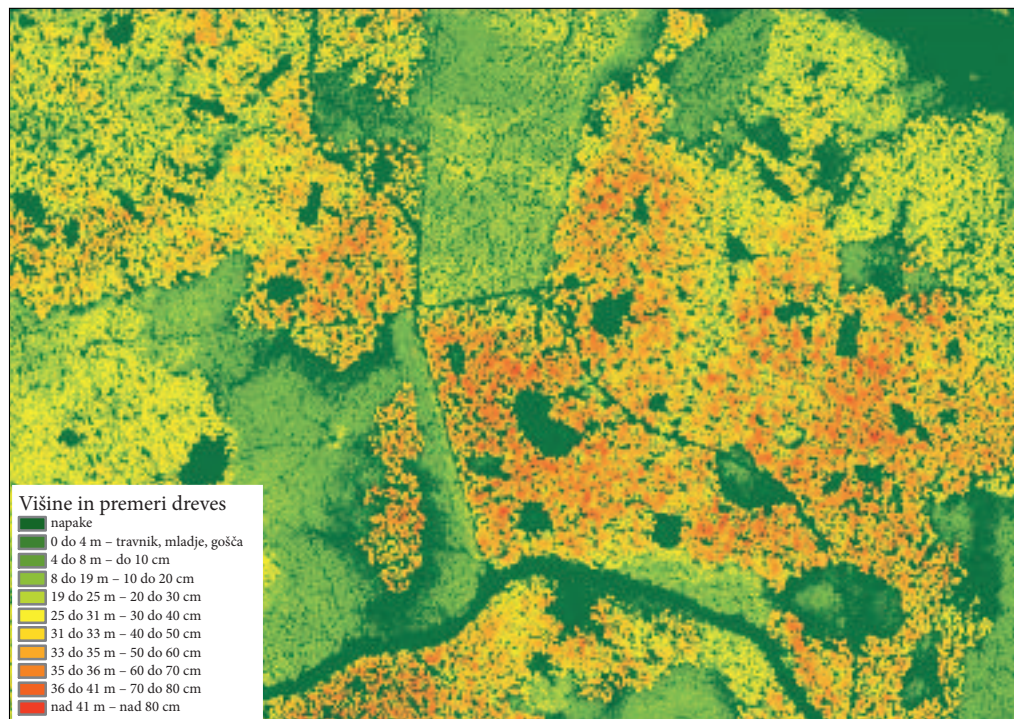 Višine in premeri dreves
napake
0 do 4 m – travnik, mladje, gošča
4 do 8 m – do 10 cm
8 do 19 m – 10 do 20 cm
19 do 25 m – 20 do 30 cm
25 do 31 m – 30 do 40 cm
31 do 33 m – 40 do 50 cm
33 do 35 m – 50 do 60 cm
35 do 36 m – 60 do 70 cm
36 do 41 m – 70 do 80 cm
nad 41 m – nad 80 cm